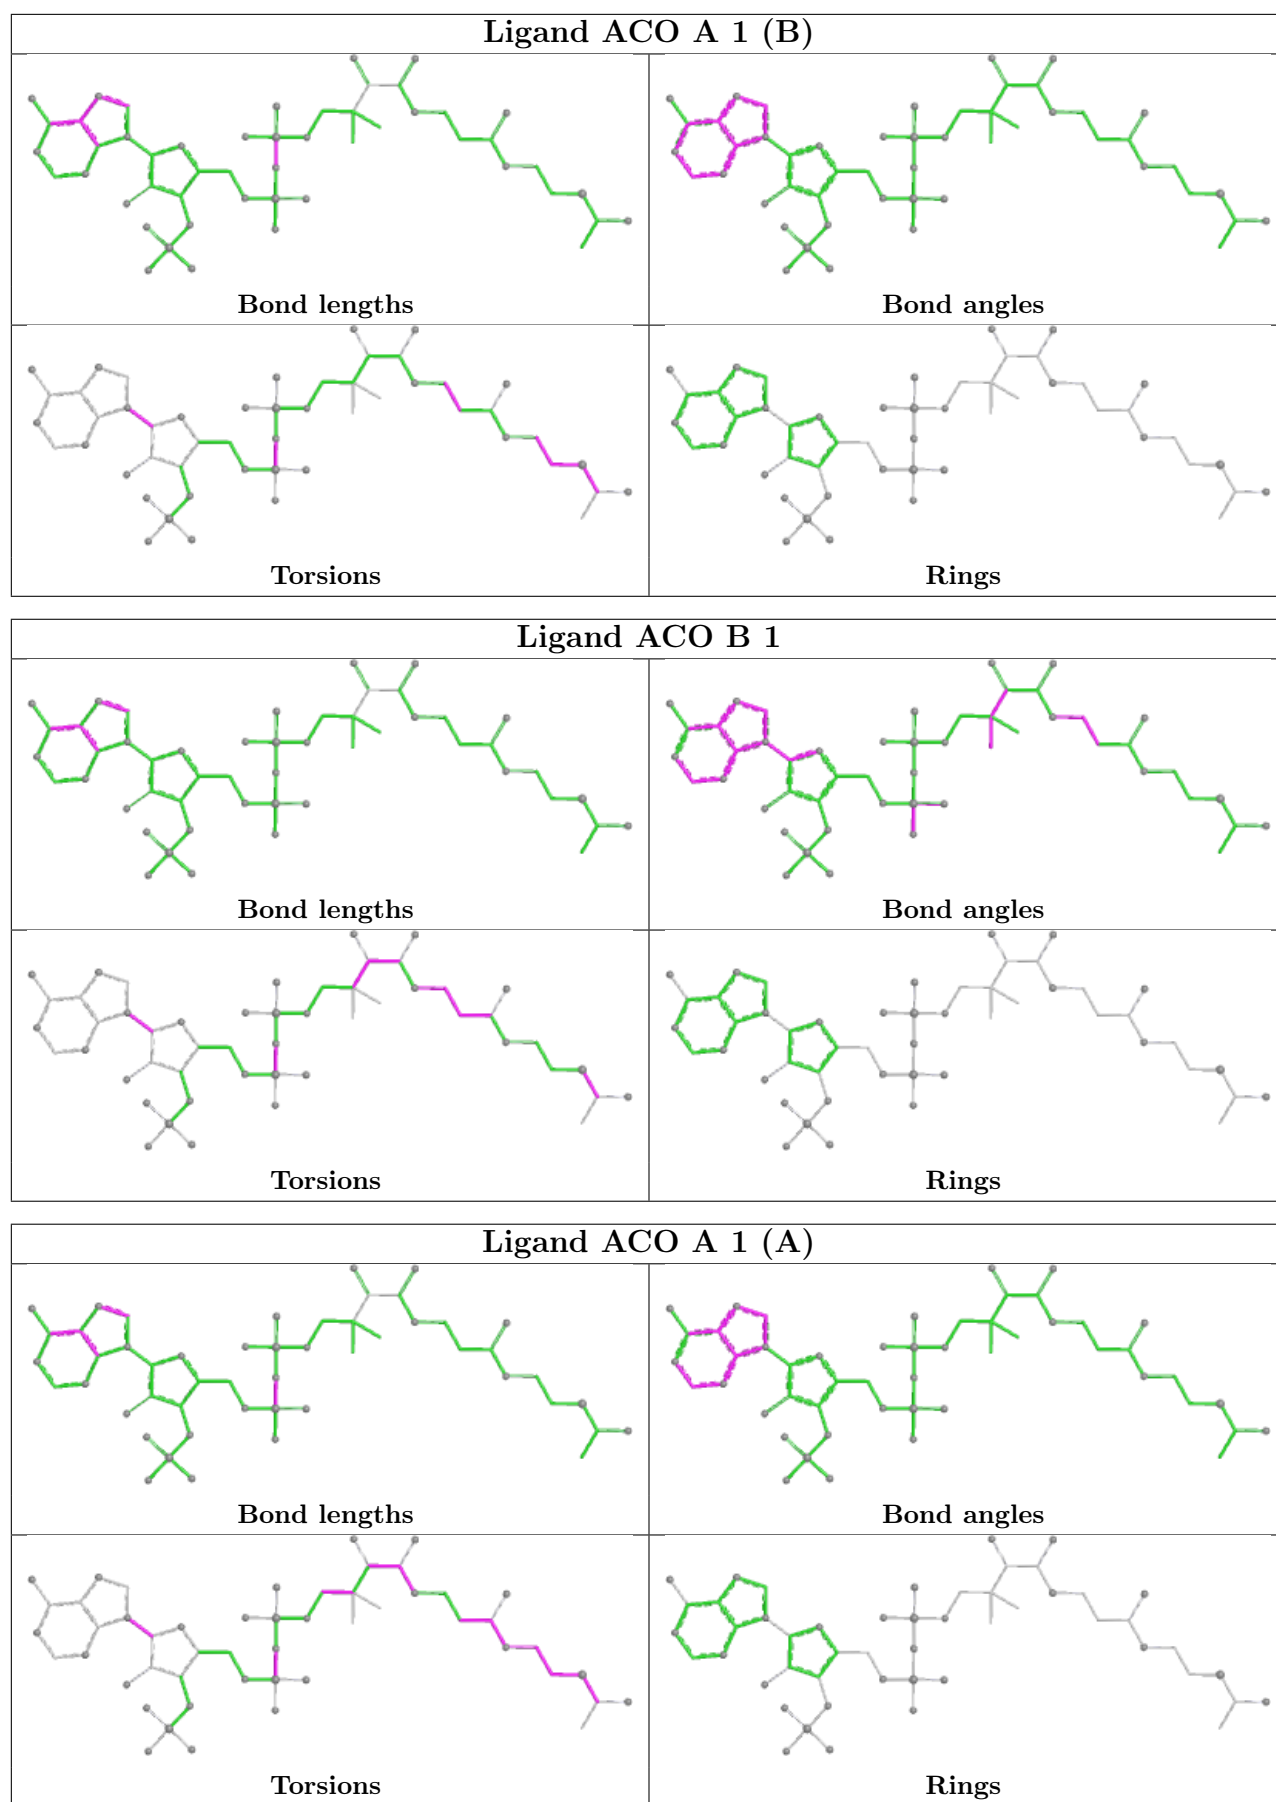 Ligand ACO A 1 (B)
Bond lengths
Bond angles
Torsions
Rings
Ligand ACO B 1
Bond lengths
Bond angles
Torsions
Rings
Ligand ACO A 1 (A)
Bond lengths
Bond angles
Torsions
Rings